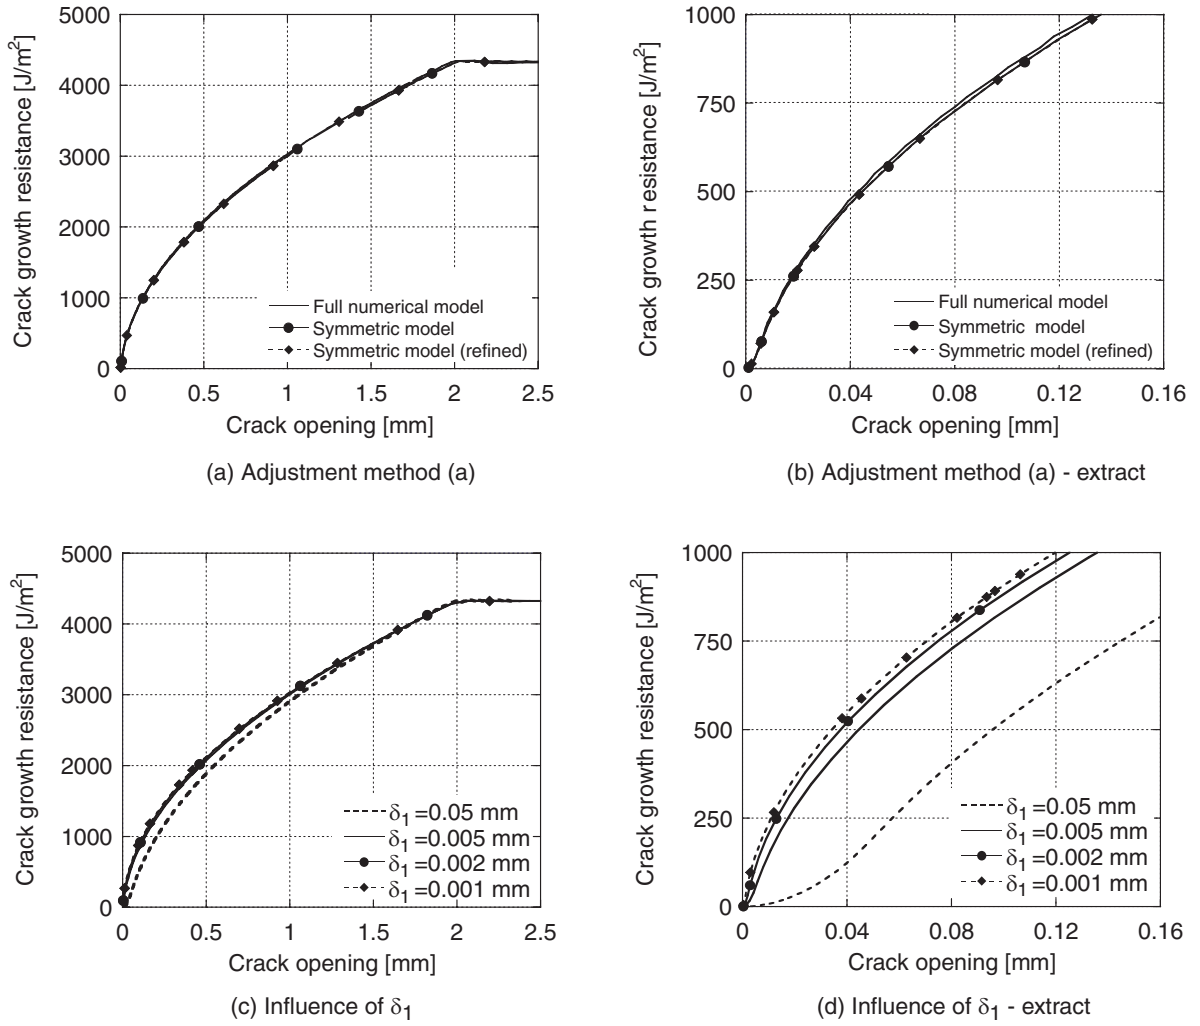 5000
4000
3000
2000
1000
0
Crack growth resistance [J/m²]
0 0.5 1 1.5 2 2.5
Crack opening [mm]
Full numerical model
Symmetric model
Symmetric model (refined)
(a) Adjustment method (a)
1000
750
500
250
0
Crack growth resistance [J/m²]
0 0.04 0.08 0.12 0.16
Crack opening [mm]
Full numerical model
Symmetric model
Symmetric model (refined)
(b) Adjustment method (a) - extract
5000
4000
3000
2000
1000
0
Crack growth resistance [J/m²]
0 0.5 1 1.5 2 2.5
Crack opening [mm]
δ₁=0.05 mm
δ₁=0.005 mm
δ₁=0.002 mm
δ₁=0.001 mm
(c) Influence of δ₁
1000
750
500
250
0
Crack growth resistance [J/m²]
0 0.04 0.08 0.12 0.16
Crack opening [mm]
δ₁=0.05 mm
δ₁=0.005 mm
δ₁=0.002 mm
δ₁=0.001 mm
(d) Influence of δ₁ - extract